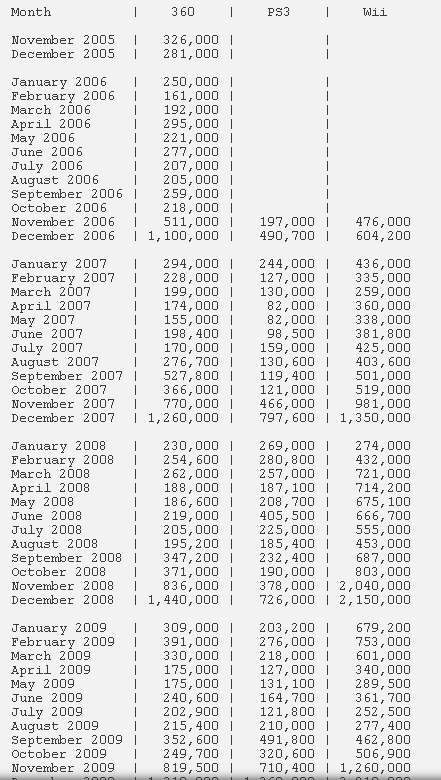 Month | 360 | PS3 | Wii
November 2005 | 326,000 | |
December 2005 | 281,000 | |
January 2006 | 250,000 | |
February 2006 | 161,000 | |
March 2006 | 192,000 | |
April 2006 | 295,000 | |
May 2006 | 221,000 | |
June 2006 | 277,000 | |
July 2006 | 207,000 | |
August 2006 | 205,000 | |
September 2006 | 259,000 | |
October 2006 | 218,000 | |
November 2006 | 511,000 | 197,000 | 476,000
December 2006 | 1,100,000 | 490,700 | 604,200
January 2007 | 294,000 | 244,000 | 436,000
February 2007 | 228,000 | 127,000 | 335,000
March 2007 | 199,000 | 130,000 | 259,000
April 2007 | 174,000 | 82,000 | 360,000
May 2007 | 155,000 | 82,000 | 338,000
June 2007 | 198,400 | 98,500 | 381,800
July 2007 | 170,000 | 159,000 | 425,000
August 2007 | 276,700 | 130,600 | 403,600
September 2007 | 527,800 | 119,400 | 501,000
October 2007 | 366,000 | 121,000 | 519,000
November 2007 | 770,000 | 466,000 | 981,000
December 2007 | 1,260,000 | 797,600 | 1,350,000
January 2008 | 230,000 | 269,000 | 274,000
February 2008 | 254,600 | 280,800 | 432,000
March 2008 | 262,000 | 257,000 | 721,000
April 2008 | 188,000 | 187,100 | 714,200
May 2008 | 186,600 | 208,700 | 675,100
June 2008 | 219,000 | 405,500 | 666,700
July 2008 | 205,000 | 225,000 | 555,000
August 2008 | 195,200 | 185,400 | 453,000
September 2008 | 347,200 | 232,400 | 687,000
October 2008 | 371,000 | 190,000 | 803,000
November 2008 | 836,000 | 378,000 | 2,040,000
December 2008 | 1,440,000 | 726,000 | 2,150,000
January 2009 | 309,000 | 203,200 | 679,200
February 2009 | 391,000 | 276,000 | 753,000
March 2009 | 330,000 | 218,000 | 601,000
April 2009 | 175,000 | 127,000 | 340,000
May 2009 | 175,000 | 131,100 | 289,500
June 2009 | 240,600 | 164,700 | 361,700
July 2009 | 202,900 | 121,800 | 252,500
August 2009 | 215,400 | 210,000 | 277,400
September 2009 | 352,600 | 491,800 | 462,800
October 2009 | 249,700 | 320,600 | 506,900
November 2009 | 819,500 | 710,400 | 1,260,000